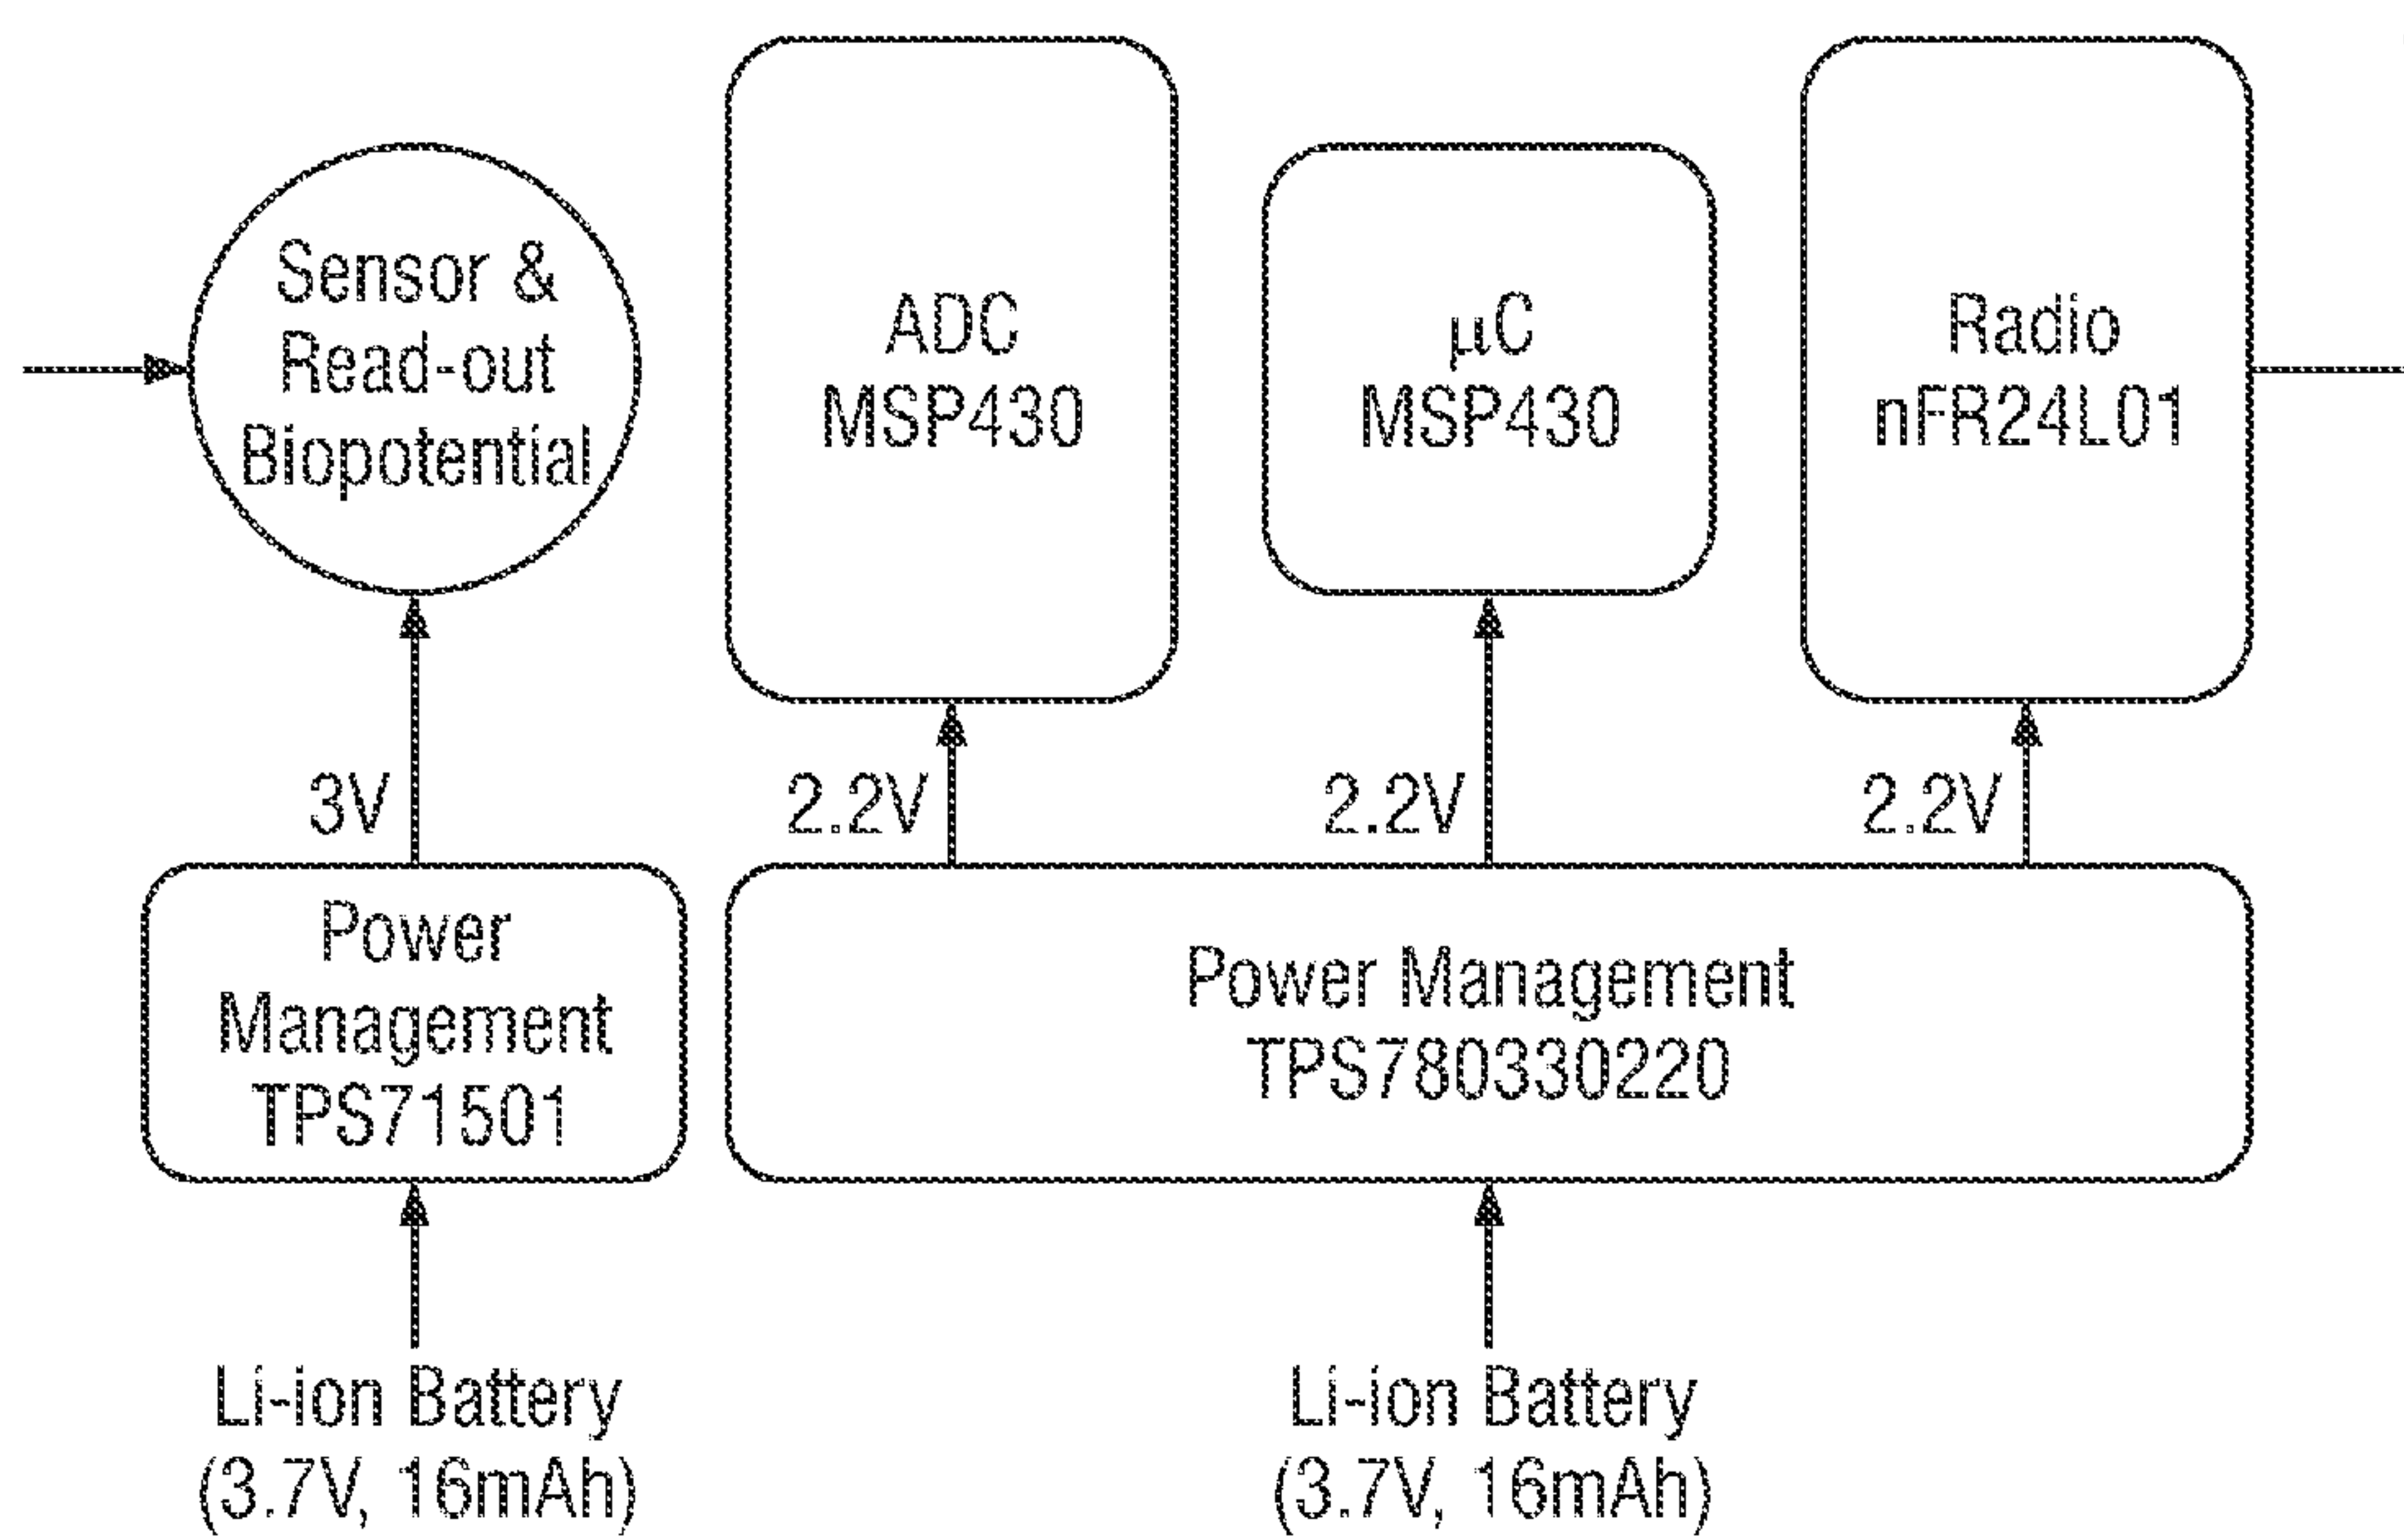 Sensor &
Read-out
Biopotential
ADC
MSP430
µC
MSP430
Radio
nFR24L01
3V
2.2V
2.2V
2.2V
Power
Management
TPS71501
Power Management
TPS780330220
Li-ion Battery
(3.7V, 16mAh)
Li-ion Battery
(3.7V, 16mAh)